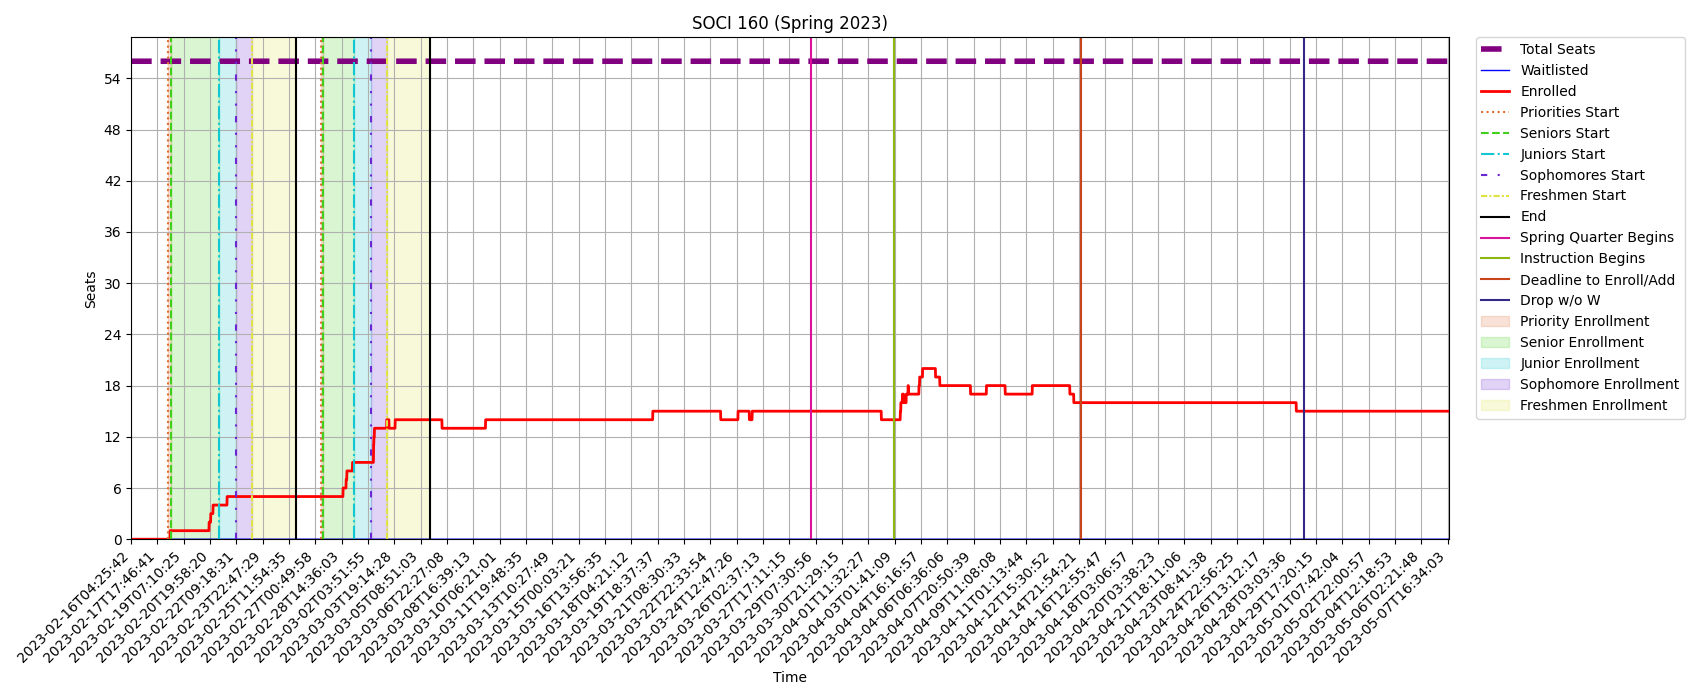 SOCI 160 (Spring 2023)
Seats
54
48
42
36
30
24
18
12
6
0
2023-02-16T04:25:42
2023-02-17T17:46:41
2023-02-19T07:10:25
2023-02-20T19:58:20
2023-02-22T09:18:31
2023-02-23T22:47:29
2023-02-25T11:54:35
2023-02-27T00:49:58
2023-02-28T14:36:03
2023-03-02T03:51:55
2023-03-03T19:14:28
2023-03-05T08:51:03
2023-03-06T22:27:08
2023-03-08T16:39:13
2023-03-10T06:21:01
2023-03-11T19:48:35
2023-03-13T10:27:49
2023-03-15T00:03:21
2023-03-16T13:56:35
2023-03-18T04:21:12
2023-03-19T18:37:37
2023-03-21T08:30:33
2023-03-22T22:33:54
2023-03-24T12:47:26
2023-03-26T02:37:13
2023-03-27T17:11:15
2023-03-29T07:30:56
2023-03-30T21:29:15
2023-04-01T11:32:27
2023-04-03T01:41:09
2023-04-04T16:16:57
2023-04-06T06:36:06
2023-04-07T20:50:39
2023-04-09T11:08:08
2023-04-11T01:13:44
2023-04-12T15:30:52
2023-04-14T21:54:21
2023-04-16T12:55:47
2023-04-18T03:06:57
2023-04-20T03:38:23
2023-04-21T18:11:06
2023-04-23T08:41:38
2023-04-24T22:56:25
2023-04-26T13:12:17
2023-04-28T03:03:36
2023-04-29T17:20:15
2023-05-01T07:42:04
2023-05-02T22:00:57
2023-05-04T12:18:53
2023-05-06T02:21:48
2023-05-07T16:34:03
Time
Total Seats
Waitlisted
Enrolled
Priorities Start
Seniors Start
Juniors Start
Sophomores Start
Freshmen Start
End
Spring Quarter Begins
Instruction Begins
Deadline to Enroll/Add
Drop w/o W
Priority Enrollment
Senior Enrollment
Junior Enrollment
Sophomore Enrollment
Freshmen Enrollment